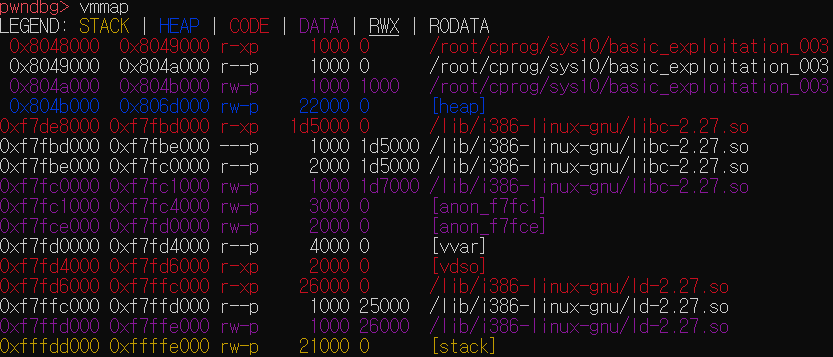 pwndbg> vmmap
LEGEND: STACK | HEAP | CODE | DATA | RWX | RODATA
0x8048000 0x8049000 r-xp 1000 0 /root/cprog/sys10/basic_exploitation_003
0x8049000 0x804a000 r--p 1000 0 /root/cprog/sys10/basic_exploitation_003
0x804a000 0x804b000 rw-p 1000 1000 /root/cprog/sys10/basic_exploitation_003
0x804b000 0x806d000 rw-p 22000 0 [heap]
0xf7de8000 0xf7fbd000 r-xp 1d5000 0 /lib/i386-linux-gnu/libc-2.27.so
0xf7fbd000 0xf7fbe000 ---p 1000 1d5000 /lib/i386-linux-gnu/libc-2.27.so
0xf7fbe000 0xf7fc0000 r--p 2000 1d5000 /lib/i386-linux-gnu/libc-2.27.so
0xf7fc0000 0xf7fc1000 rw-p 1000 1d7000 /lib/i386-linux-gnu/libc-2.27.so
0xf7fc1000 0xf7fc4000 rw-p 3000 0 [anon_f7fc1]
0xf7fce000 0xf7fd0000 rw-p 2000 0 [anon_f7fce]
0xf7fd0000 0xf7fd4000 r--p 4000 0 [vvar]
0xf7fd4000 0xf7fd6000 r-xp 2000 0 [vdso]
0xf7fd6000 0xf7ffc000 r-xp 26000 0 /lib/i386-linux-gnu/ld-2.27.so
0xf7ffc000 0xf7ffd000 r--p 1000 25000 /lib/i386-linux-gnu/ld-2.27.so
0xf7ffd000 0xf7ffe000 rw-p 1000 26000 /lib/i386-linux-gnu/ld-2.27.so
0xfffdd000 0xffffe000 rw-p 21000 0 [stack]